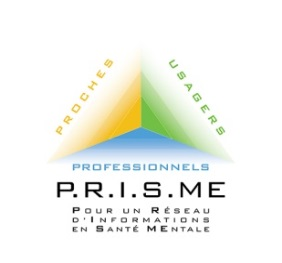 PROCHES
USAGERS
PROFESSIONNELS
P.R.I.S.ME
POUR UN RÉSEAU
D'INFORMATIONS
EN SANTÉ MENTALE